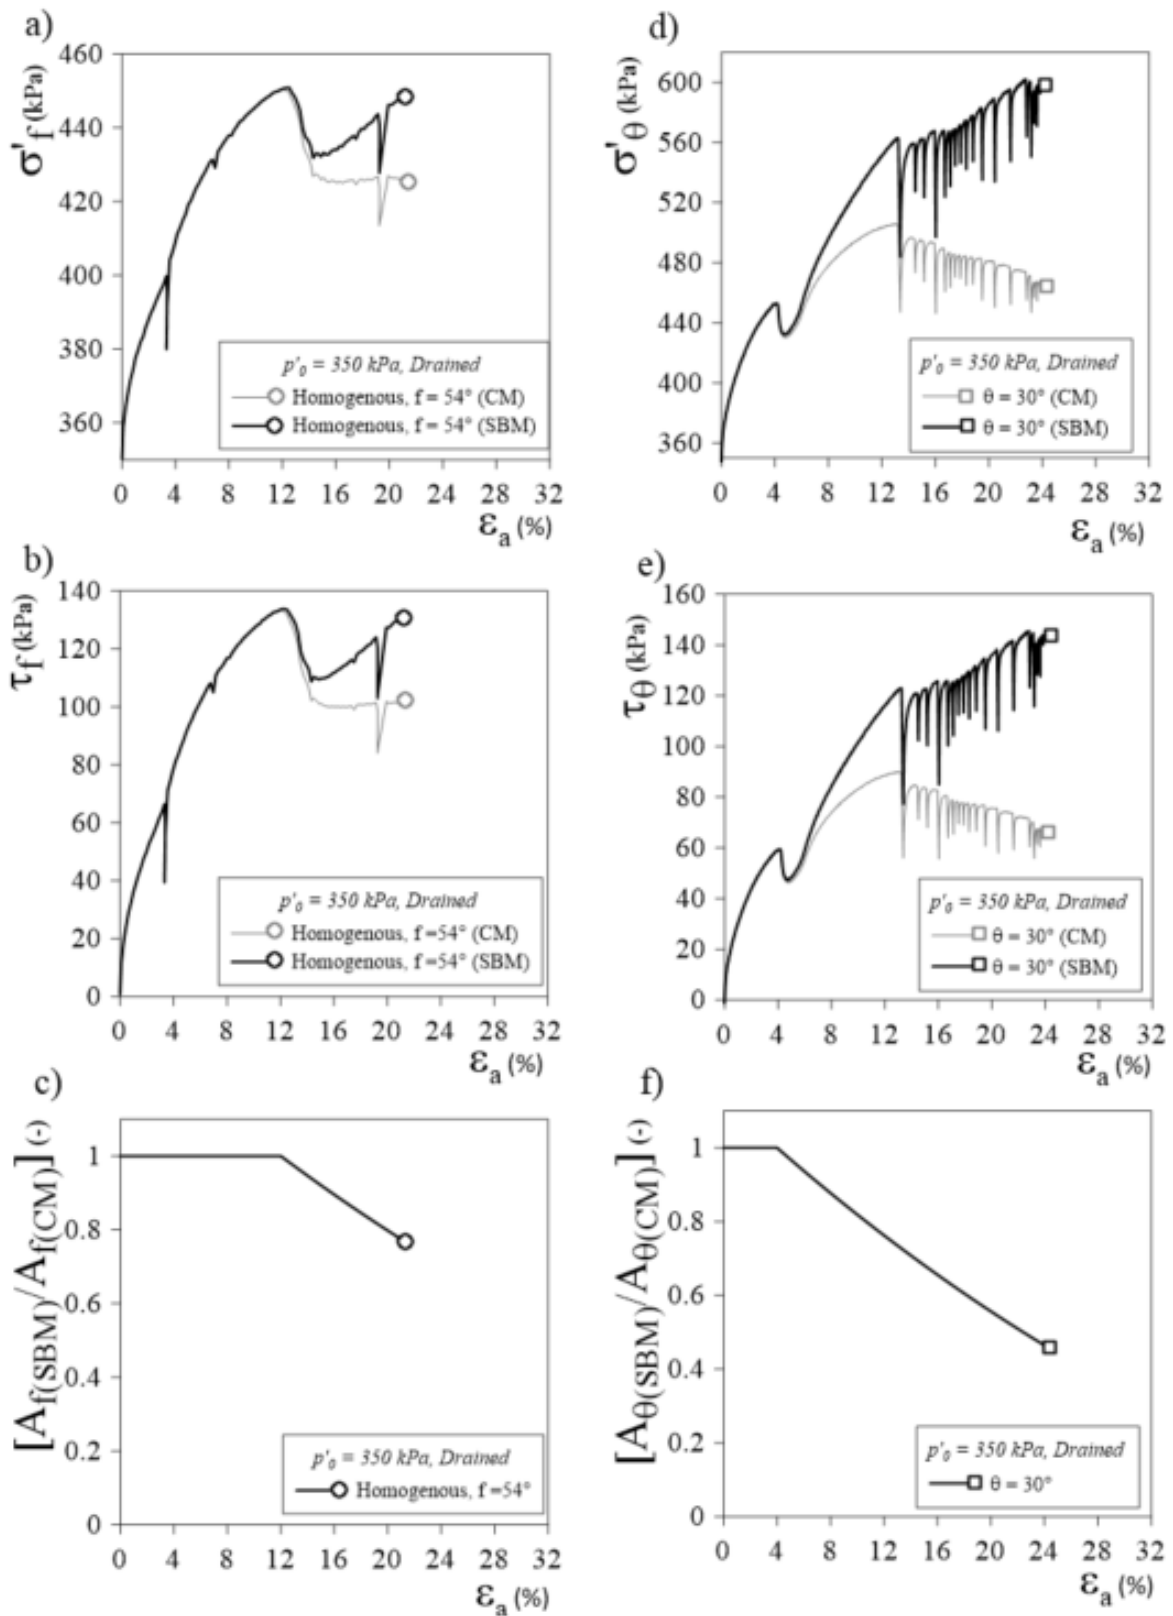 a)
σ'f (kPa)
460
440
420
400
380
360
p'0 = 350 kPa, Drained
Homogenous, f = 54° (CM)
Homogenous, f = 54° (SBM)
0 4 8 12 16 20 24 28 32
εa (%)
d)
σ'θ (kPa)
600
560
520
480
440
400
360
p'0 = 350 kPa, Drained
θ = 30° (CM)
θ = 30° (SBM)
0 4 8 12 16 20 24 28 32
εa (%)
b)
τf (kPa)
140
120
100
80
60
40
20
0
p'0 = 350 kPa, Drained
Homogenous, f =54° (CM)
Homogenous, f =54° (SBM)
0 4 8 12 16 20 24 28 32
εa (%)
e)
τθ (kPa)
160
140
120
100
80
60
40
20
0
p'0 = 350 kPa, Drained
θ = 30° (CM)
θ = 30° (SBM)
0 4 8 12 16 20 24 28 32
εa (%)
c)
[Af(SBM)/Af(CM)] (-)
1
0.8
0.6
0.4
0.2
0
p'0 = 350 kPa, Drained
Homogenous, f =54°
0 4 8 12 16 20 24 28 32
εa (%)
f)
[Aθ(SBM)/Aθ(CM)] (-)
1
0.8
0.6
0.4
0.2
0
p'0 = 350 kPa, Drained
θ = 30°
0 4 8 12 16 20 24 28 32
εa (%)